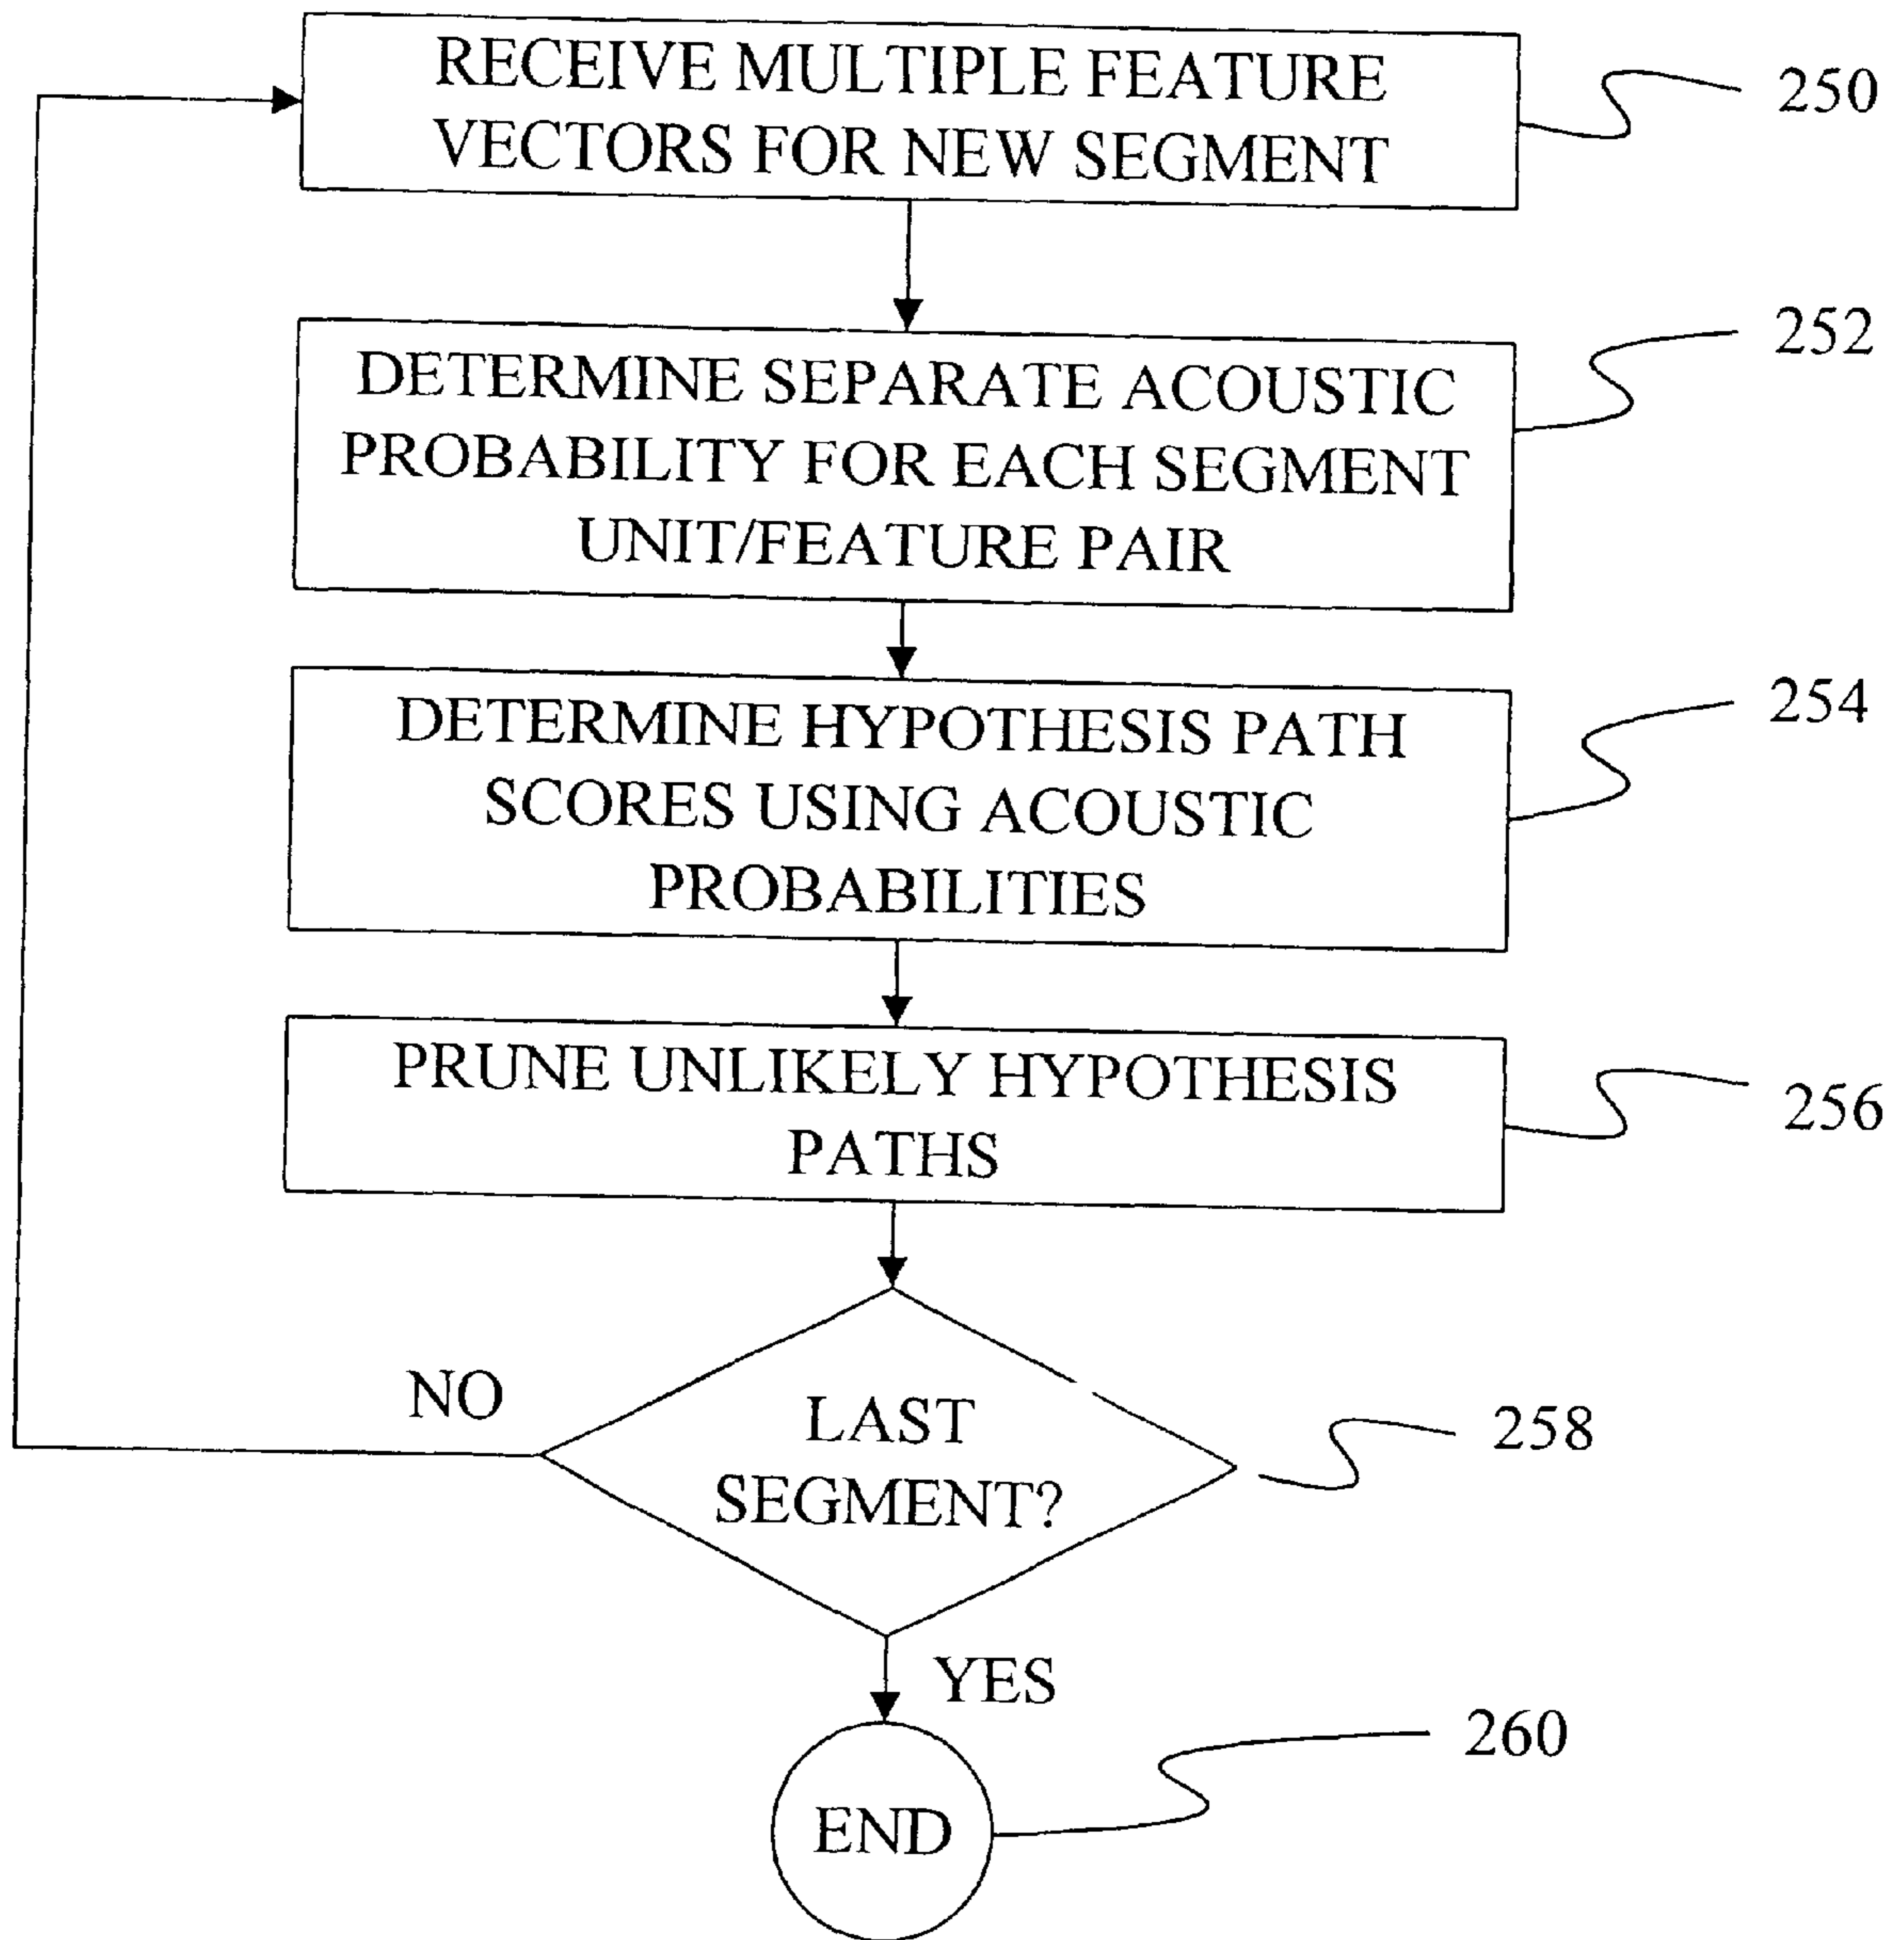 RECEIVE MULTIPLE FEATURE
VECTORS FOR NEW SEGMENT
250
DETERMINE SEPARATE ACOUSTIC
PROBABILITY FOR EACH SEGMENT
UNIT/FEATURE PAIR
252
DETERMINE HYPOTHESIS PATH
SCORES USING ACOUSTIC
PROBABILITIES
254
PRUNE UNLIKELY HYPOTHESIS
PATHS
256
NO
LAST
SEGMENT?
258
YES
END
260